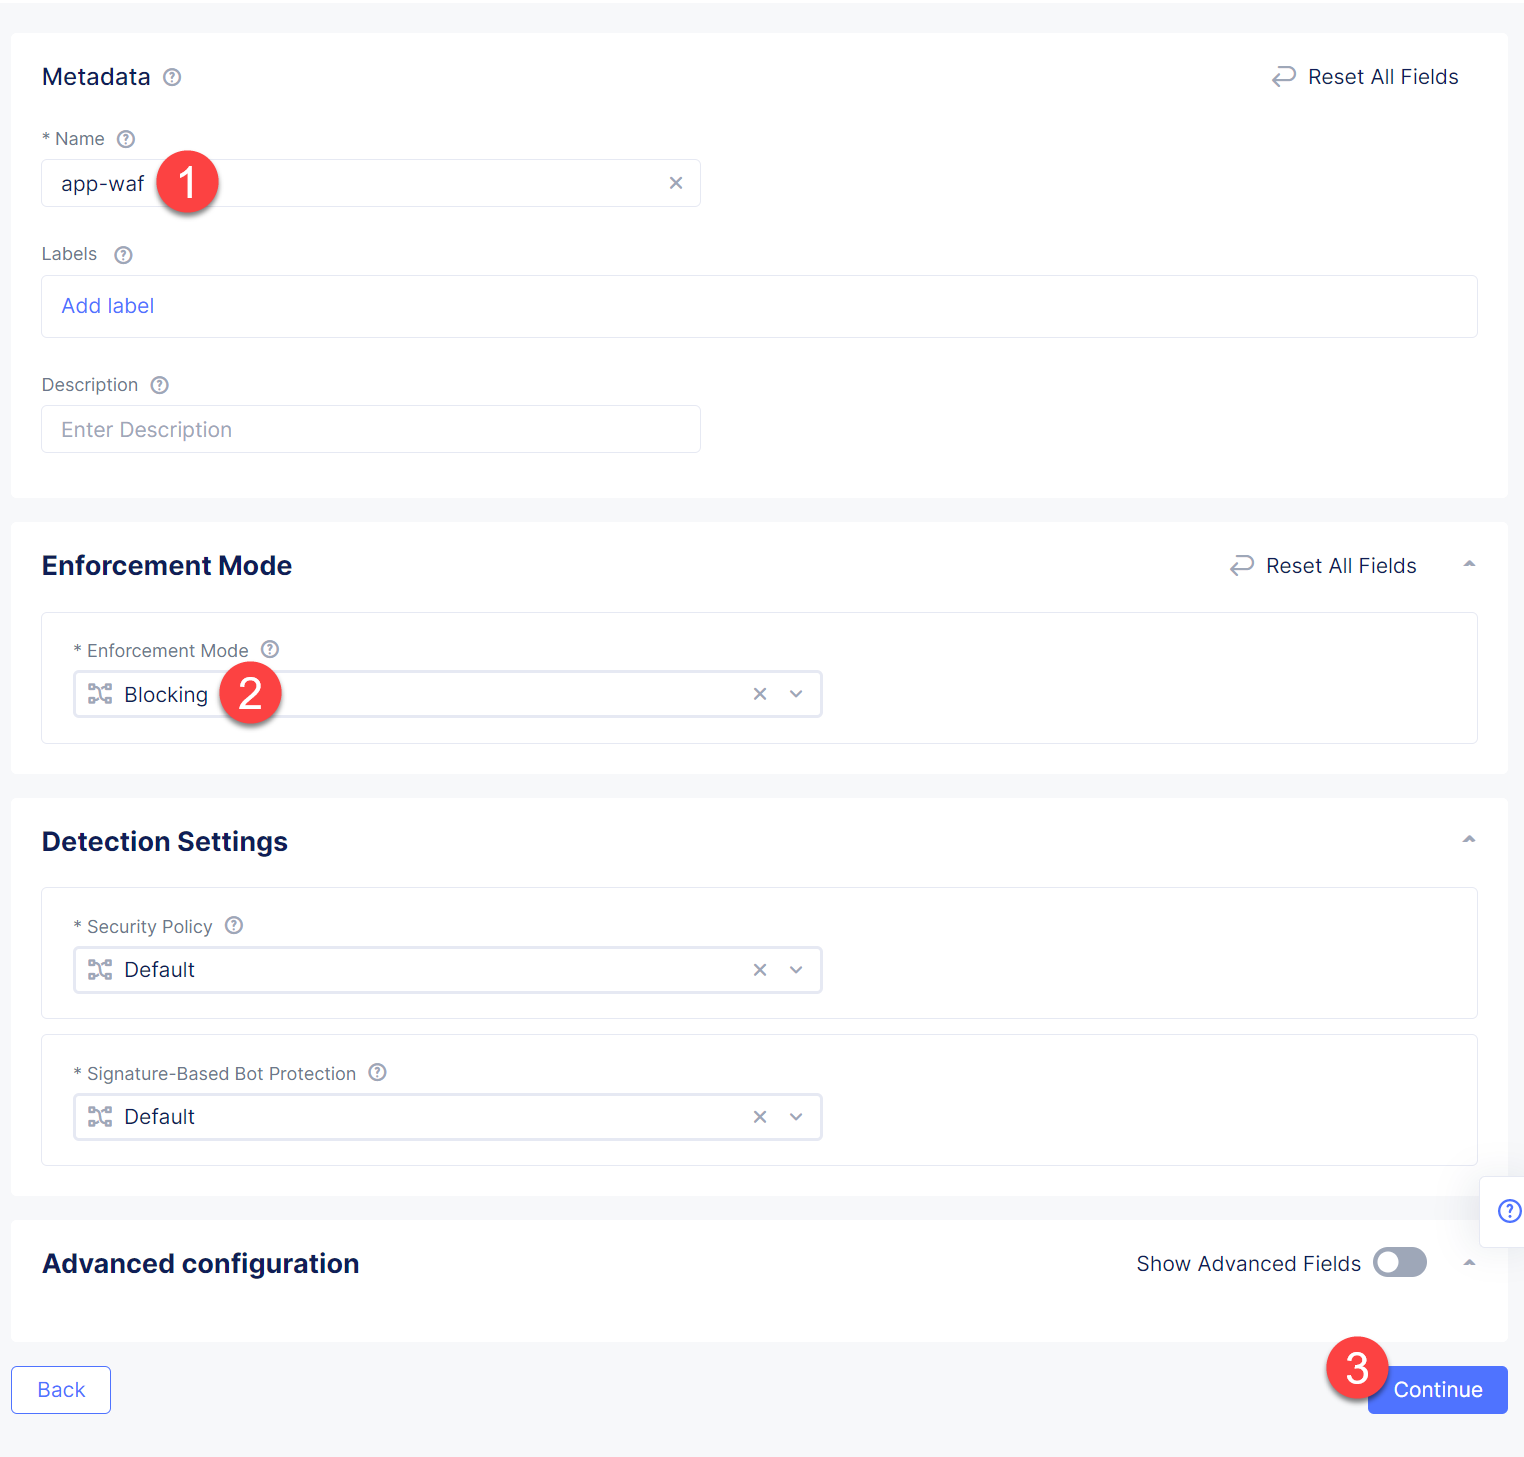 Metadata
Reset All Fields
* Name
app-waf 1
Labels
Add label
Description
Enter Description
Enforcement Mode
Reset All Fields
* Enforcement Mode
Blocking 2
Detection Settings
* Security Policy
Default
* Signature-Based Bot Protection
Default
Advanced configuration
Show Advanced Fields
Back
3
Continue